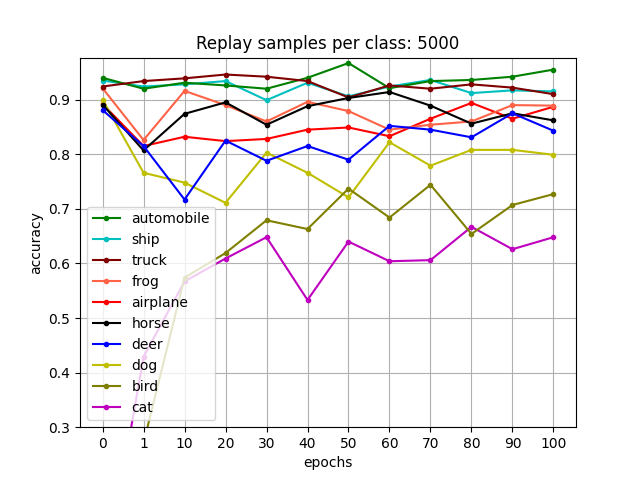 Replay samples per class: 5000
accuracy
0.9
0.8
0.7
0.6
0.5
0.4
0.3
automobile
ship
truck
frog
airplane
horse
deer
dog
bird
cat
0 1 10 20 30 40 50 60 70 80 90 100
epochs